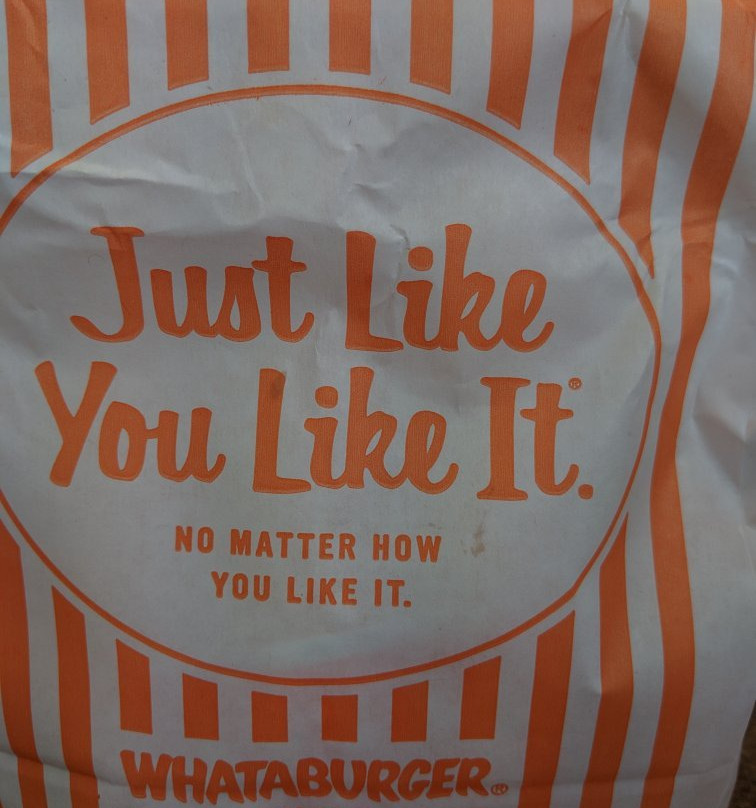 Just Like
You Like It.®
NO MATTER HOW
YOU LIKE IT.
WHATABURGER®